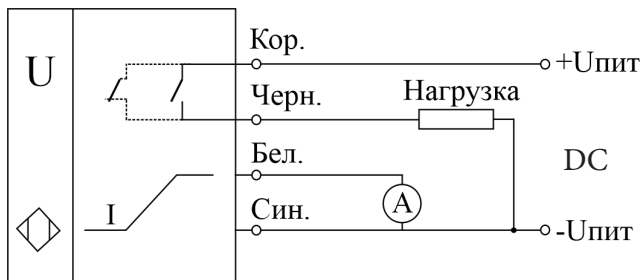 U
Кор.
+Uпит
Черн.
Нагрузка
DC
Бел.
I
A
Син.
-Uпит